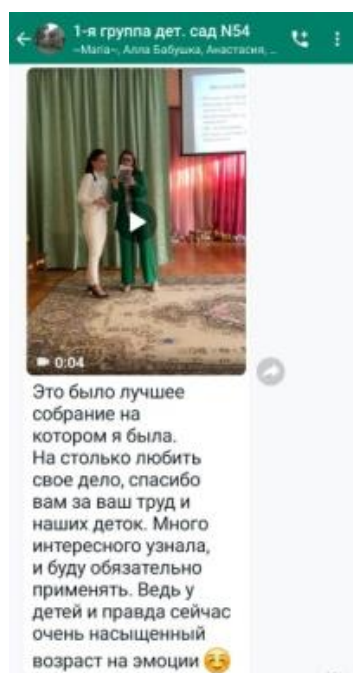 1-я группа дет. сад N54
~Maria~, Алла Бабушка, Анастасия, ...
0:04
Это было лучшее
собрание на
котором я была.
На столько любить
свое дело, спасибо
вам за ваш труд и
наших деток. Много
интересного узнала,
и буду обязательно
применять. Ведь у
детей и правда сейчас
очень насыщенный
возраст на эмоции